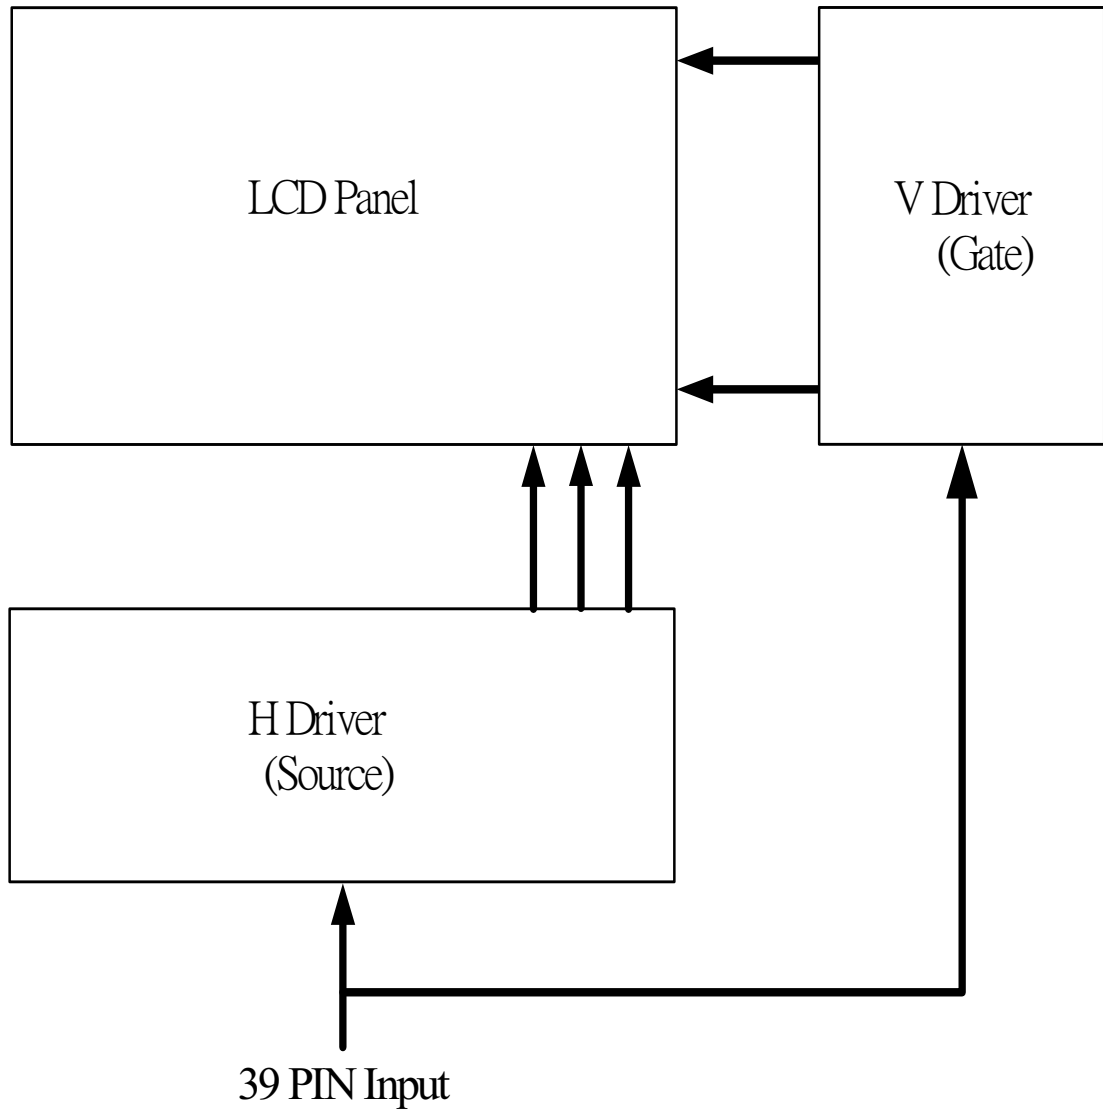 LCD Panel
V Driver
(Gate)
H Driver
(Source)
39 PIN Input